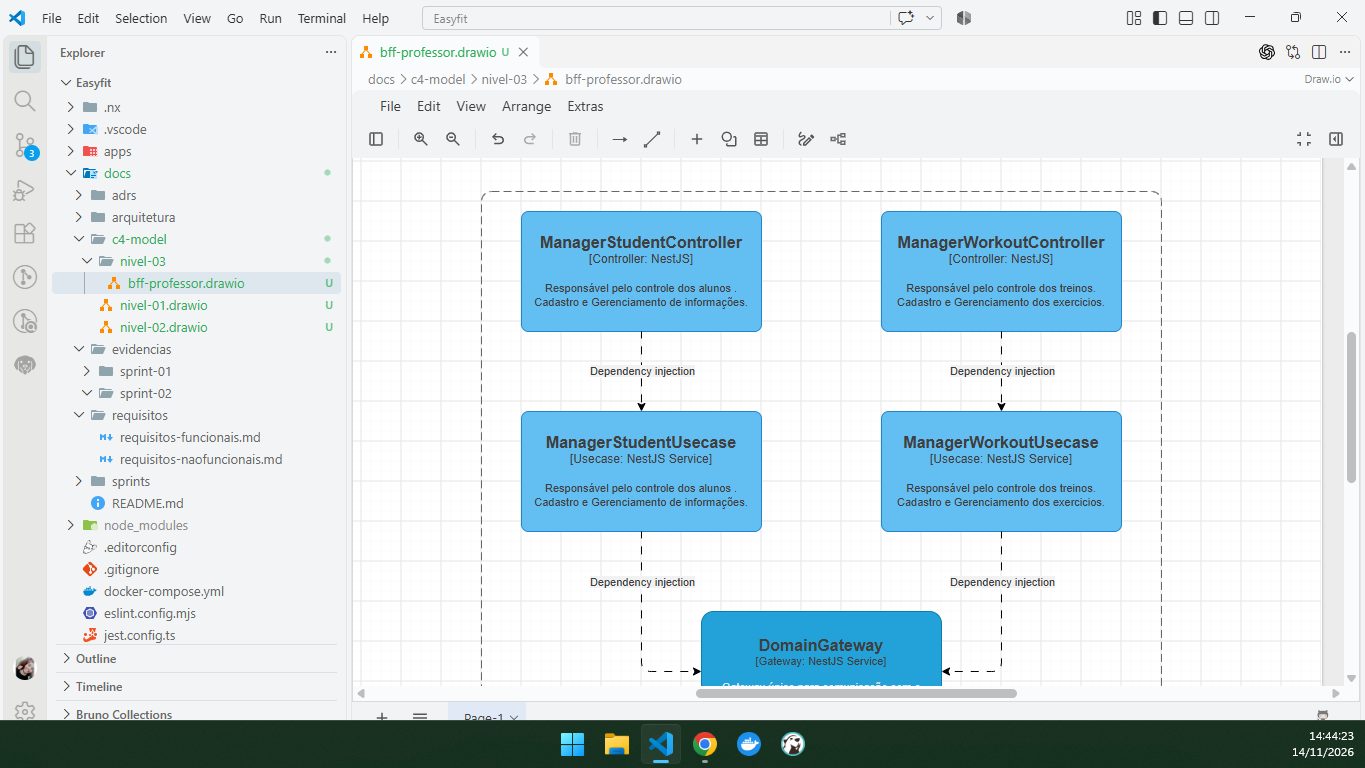 File Edit Selection View Go Run Terminal Help
Easyfit
Explorer
Easyfit
.nx
.vscode
apps
docs
adrs
arquitetura
c4-model
nivel-03
bff-professor.drawio U
nivel-01.drawio U
nivel-02.drawio U
evidencias
sprint-01
sprint-02
requisitos
requisitos-funcionais.md
requisitos-naofuncionais.md
sprints
README.md
node_modules
.editorconfig
.gitignore
docker-compose.yml
eslint.config.mjs
jest.config.ts
Outline
Timeline
Bruno Collections
3
bff-professor.drawio U
docs > c4-model > nivel-03 > bff-professor.drawio
Draw.io
File Edit View Arrange Extras
ManagerStudentController
[Controller: NestJS]
Responsável pelo controle dos alunos .
Cadastro e Gerenciamento de informações.
ManagerWorkoutController
[Controller: NestJS]
Responsável pelo controle dos treinos.
Cadastro e Gerenciamento dos exercicios.
Dependency injection
Dependency injection
ManagerStudentUsecase
[Usecase: NestJS Service]
Responsável pelo controle dos alunos .
Cadastro e Gerenciamento de informações.
ManagerWorkoutUsecase
[Usecase: NestJS Service]
Responsável pelo controle dos treinos.
Cadastro e Gerenciamento dos exercicios.
Dependency injection
Dependency injection
DomainGateway
[Gateway: NestJS Service]
Page-1
14:44:23
14/11/2026